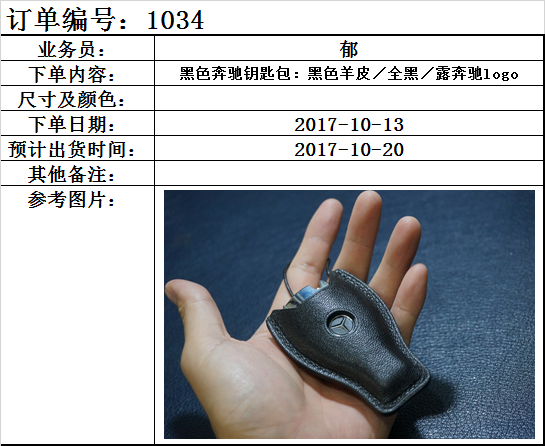 订单编号：1034
业务员： 郁
下单内容： 黑色奔驰钥匙包：黑色羊皮／全黑／露奔驰logo
尺寸及颜色：
下单日期： 2017-10-13
预计出货时间： 2017-10-20
其他备注：
参考图片：